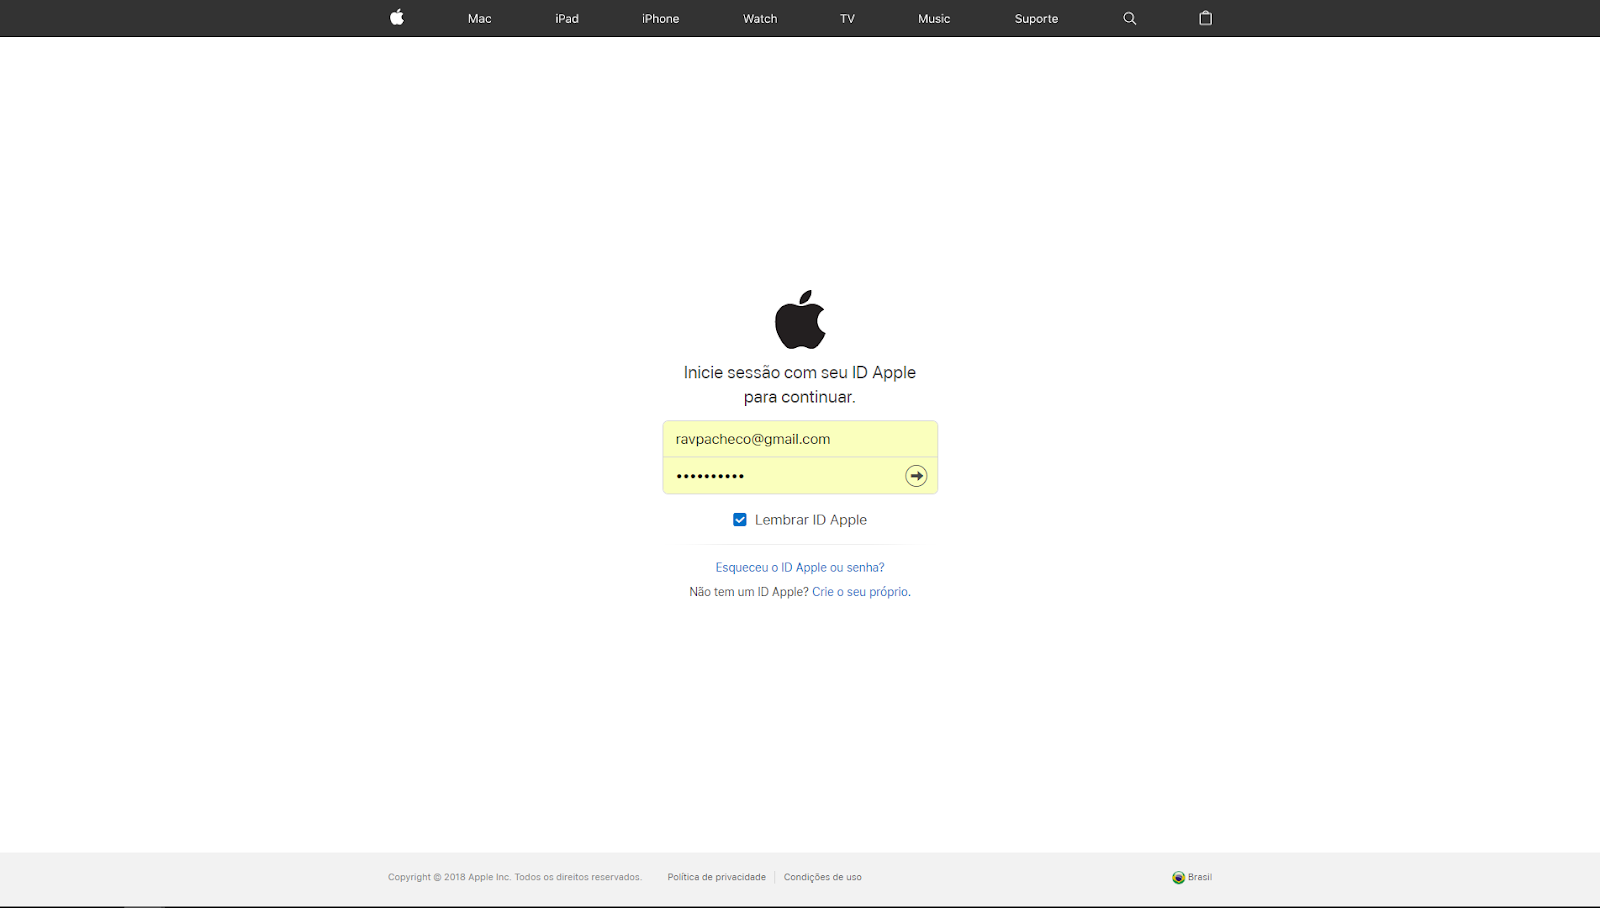 Mac iPad iPhone Watch TV Music Suporte
Inicie sessão com seu ID Apple
para continuar.
ravpacheco@gmail.com
••••••••••
Lembrar ID Apple
Esqueceu o ID Apple ou senha?
Não tem um ID Apple? Crie o seu próprio.
Copyright © 2018 Apple Inc. Todos os direitos reservados. Política de privacidade Condições de uso Brasil